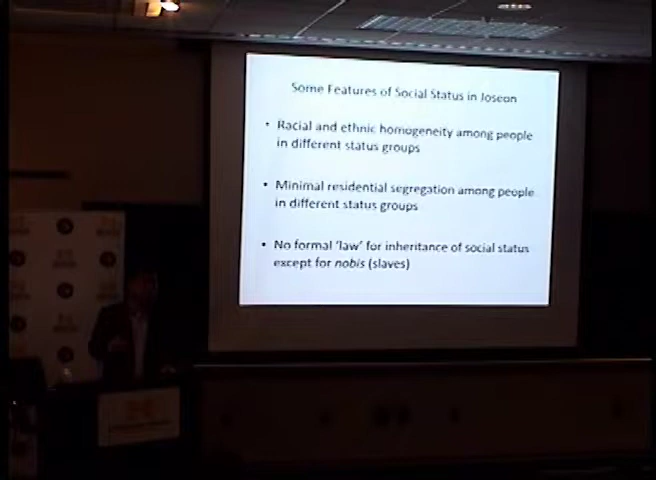 Some Features of Social Status in Joseon
• Racial and ethnic homogeneity among people
in different status groups
• Minimal residential segregation among people
in different status groups
• No formal 'law' for inheritance of social status
except for nobis (slaves)